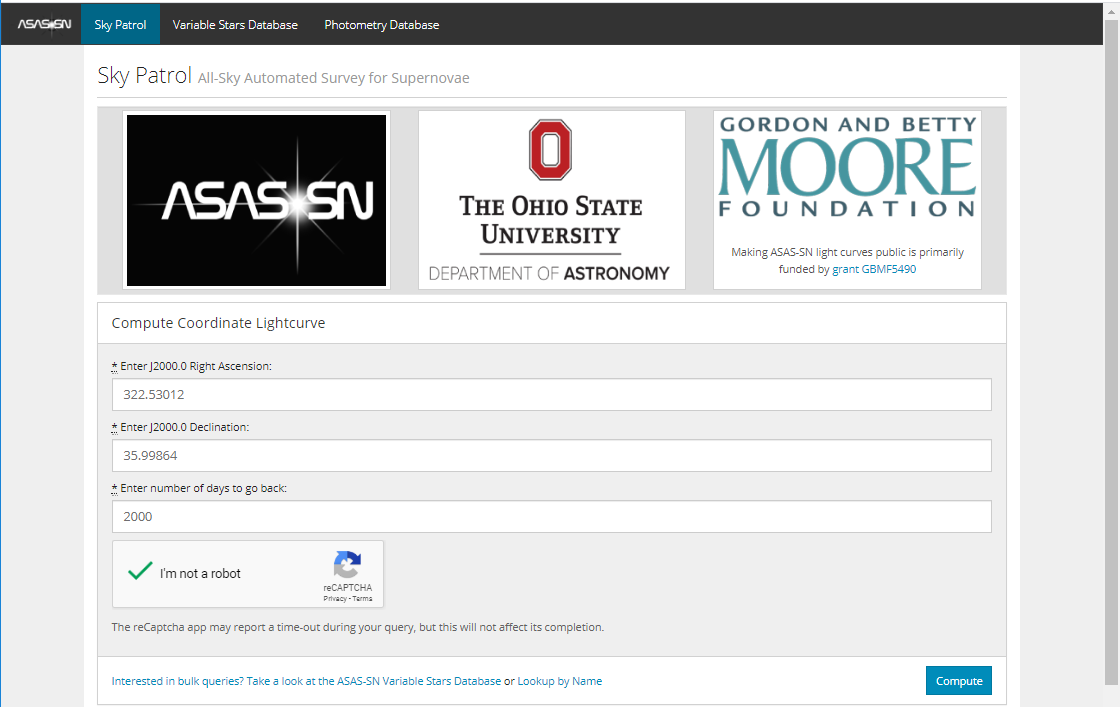 ASAS-SN Sky Patrol Variable Stars Database Photometry Database
Sky Patrol All-Sky Automated Survey for Supernovae
ASAS-SN
THE OHIO STATE
UNIVERSITY
DEPARTMENT OF ASTRONOMY
GORDON AND BETTY
MOORE
FOUNDATION
Making ASAS-SN light curves public is primarily
funded by grant GBMF5490
Compute Coordinate Lightcurve
* Enter J2000.0 Right Ascension:
322.53012
* Enter J2000.0 Declination:
35.99864
* Enter number of days to go back:
2000
I'm not a robot
reCAPTCHA
Privacy - Terms
The reCaptcha app may report a time-out during your query, but this will not affect its completion.
Interested in bulk queries? Take a look at the ASAS-SN Variable Stars Database or Lookup by Name
Compute